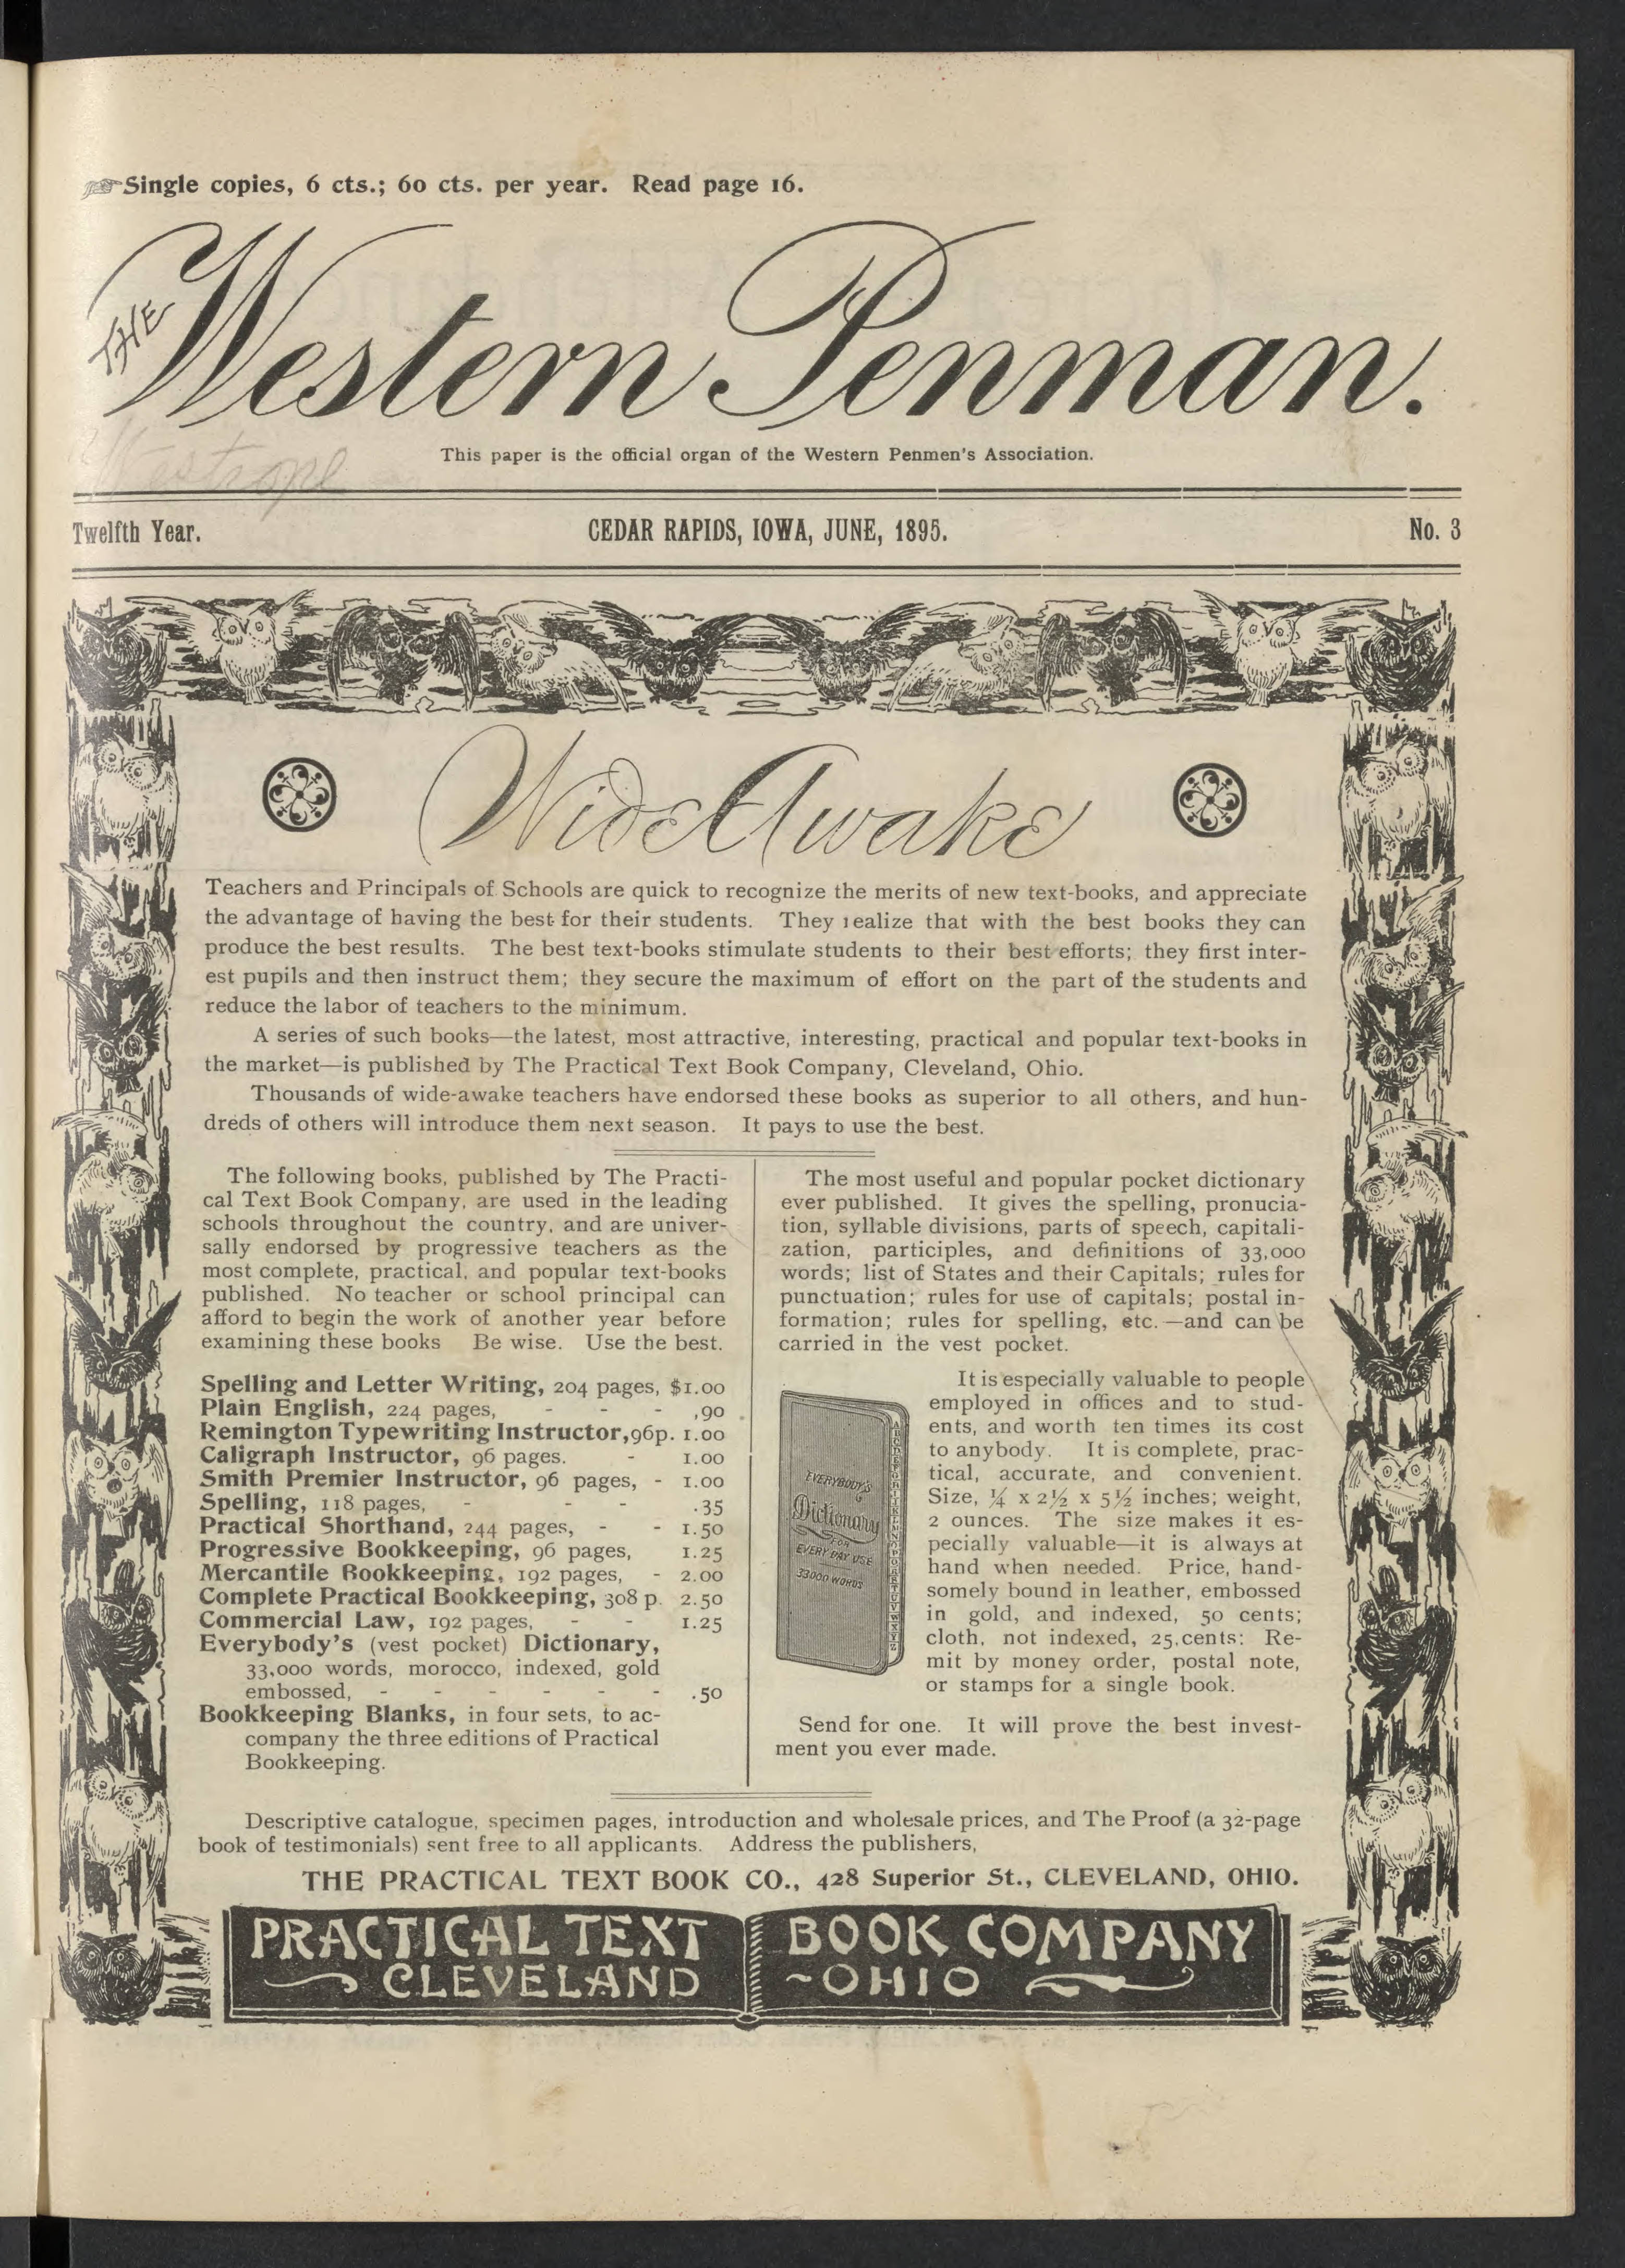 Single copies, 6 cts.; 60 cts. per year. Read page 16.
THE Western Penman.
Westrope
This paper is the official organ of the Western Penmen's Association.
Twelfth Year. CEDAR RAPIDS, IOWA, JUNE, 1895. No. 3
Wide Awake
Teachers and Principals of Schools are quick to recognize the merits of new text-books, and appreciate
the advantage of having the best for their students. They realize that with the best books they can
produce the best results. The best text-books stimulate students to their best efforts; they first inter-
est pupils and then instruct them; they secure the maximum of effort on the part of the students and
reduce the labor of teachers to the minimum.
A series of such books—the latest, most attractive, interesting, practical and popular text-books in
the market—is published by The Practical Text Book Company, Cleveland, Ohio.
Thousands of wide-awake teachers have endorsed these books as superior to all others, and hun-
dreds of others will introduce them next season. It pays to use the best.
The following books, published by The Practi-
cal Text Book Company, are used in the leading
schools throughout the country, and are univer-
sally endorsed by progressive teachers as the
most complete, practical, and popular text-books
published. No teacher or school principal can
afford to begin the work of another year before
examining these books Be wise. Use the best.
Spelling and Letter Writing, 204 pages, $1.00
Plain English, 224 pages, - - - ,90
Remington Typewriting Instructor,96p. 1.00
Caligraph Instructor, 96 pages. - 1.00
Smith Premier Instructor, 96 pages, - 1.00
Spelling, 118 pages, - - - .35
Practical Shorthand, 244 pages, - - 1.50
Progressive Bookkeeping, 96 pages, 1.25
Mercantile Bookkeeping, 192 pages, - 2.00
Complete Practical Bookkeeping, 308 p. 2.50
Commercial Law, 192 pages, - - 1.25
Everybody's (vest pocket) Dictionary,
33,000 words, morocco, indexed, gold
embossed, - - - - - - .50
Bookkeeping Blanks, in four sets, to ac-
company the three editions of Practical
Bookkeeping.
The most useful and popular pocket dictionary
ever published. It gives the spelling, pronucia-
tion, syllable divisions, parts of speech, capitali-
zation, participles, and definitions of 33,000
words; list of States and their Capitals; rules for
punctuation; rules for use of capitals; postal in-
formation; rules for spelling, etc.—and can be
carried in the vest pocket.
EVERYBODY'S
Dictionary
FOR
EVERY DAY USE
33000 WORDS
It is especially valuable to people
employed in offices and to stud-
ents, and worth ten times its cost
to anybody. It is complete, prac-
tical, accurate, and convenient.
Size, ¼ x 2½ x 5½ inches; weight,
2 ounces. The size makes it es-
pecially valuable—it is always at
hand when needed. Price, hand-
somely bound in leather, embossed
in gold, and indexed, 50 cents;
cloth, not indexed, 25,cents: Re-
mit by money order, postal note,
or stamps for a single book.
Send for one. It will prove the best invest-
ment you ever made.
Descriptive catalogue, specimen pages, introduction and wholesale prices, and The Proof (a 32-page
book of testimonials) sent free to all applicants. Address the publishers,
THE PRACTICAL TEXT BOOK CO., 428 Superior St., CLEVELAND, OHIO.
PRACTICAL TEXT BOOK COMPANY
CLEVELAND ~OHIO